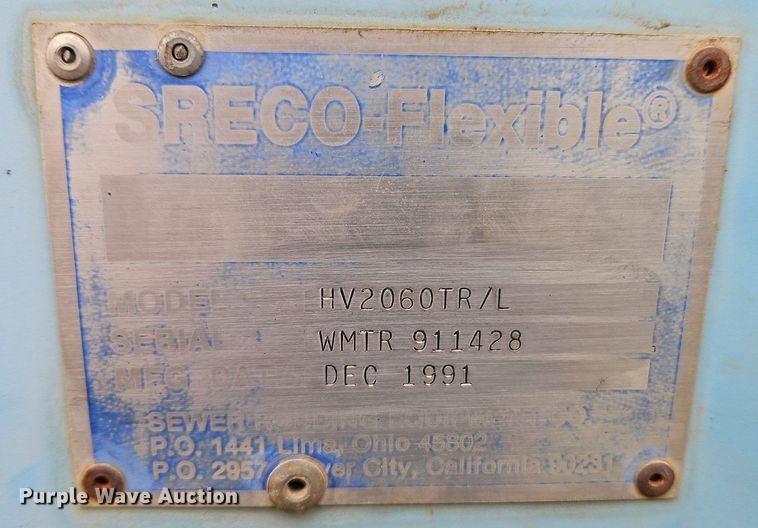 SRECO-Flexible®
MODEL HV2060TR/L
SERIAL WMTR 911428
MFG DATE DEC 1991
SEWER RODDING EQUIPMENT
P.O. 1441 Lima, Ohio 45802
P.O. 2957 Culver City, California 90231
Purple Wave Auction